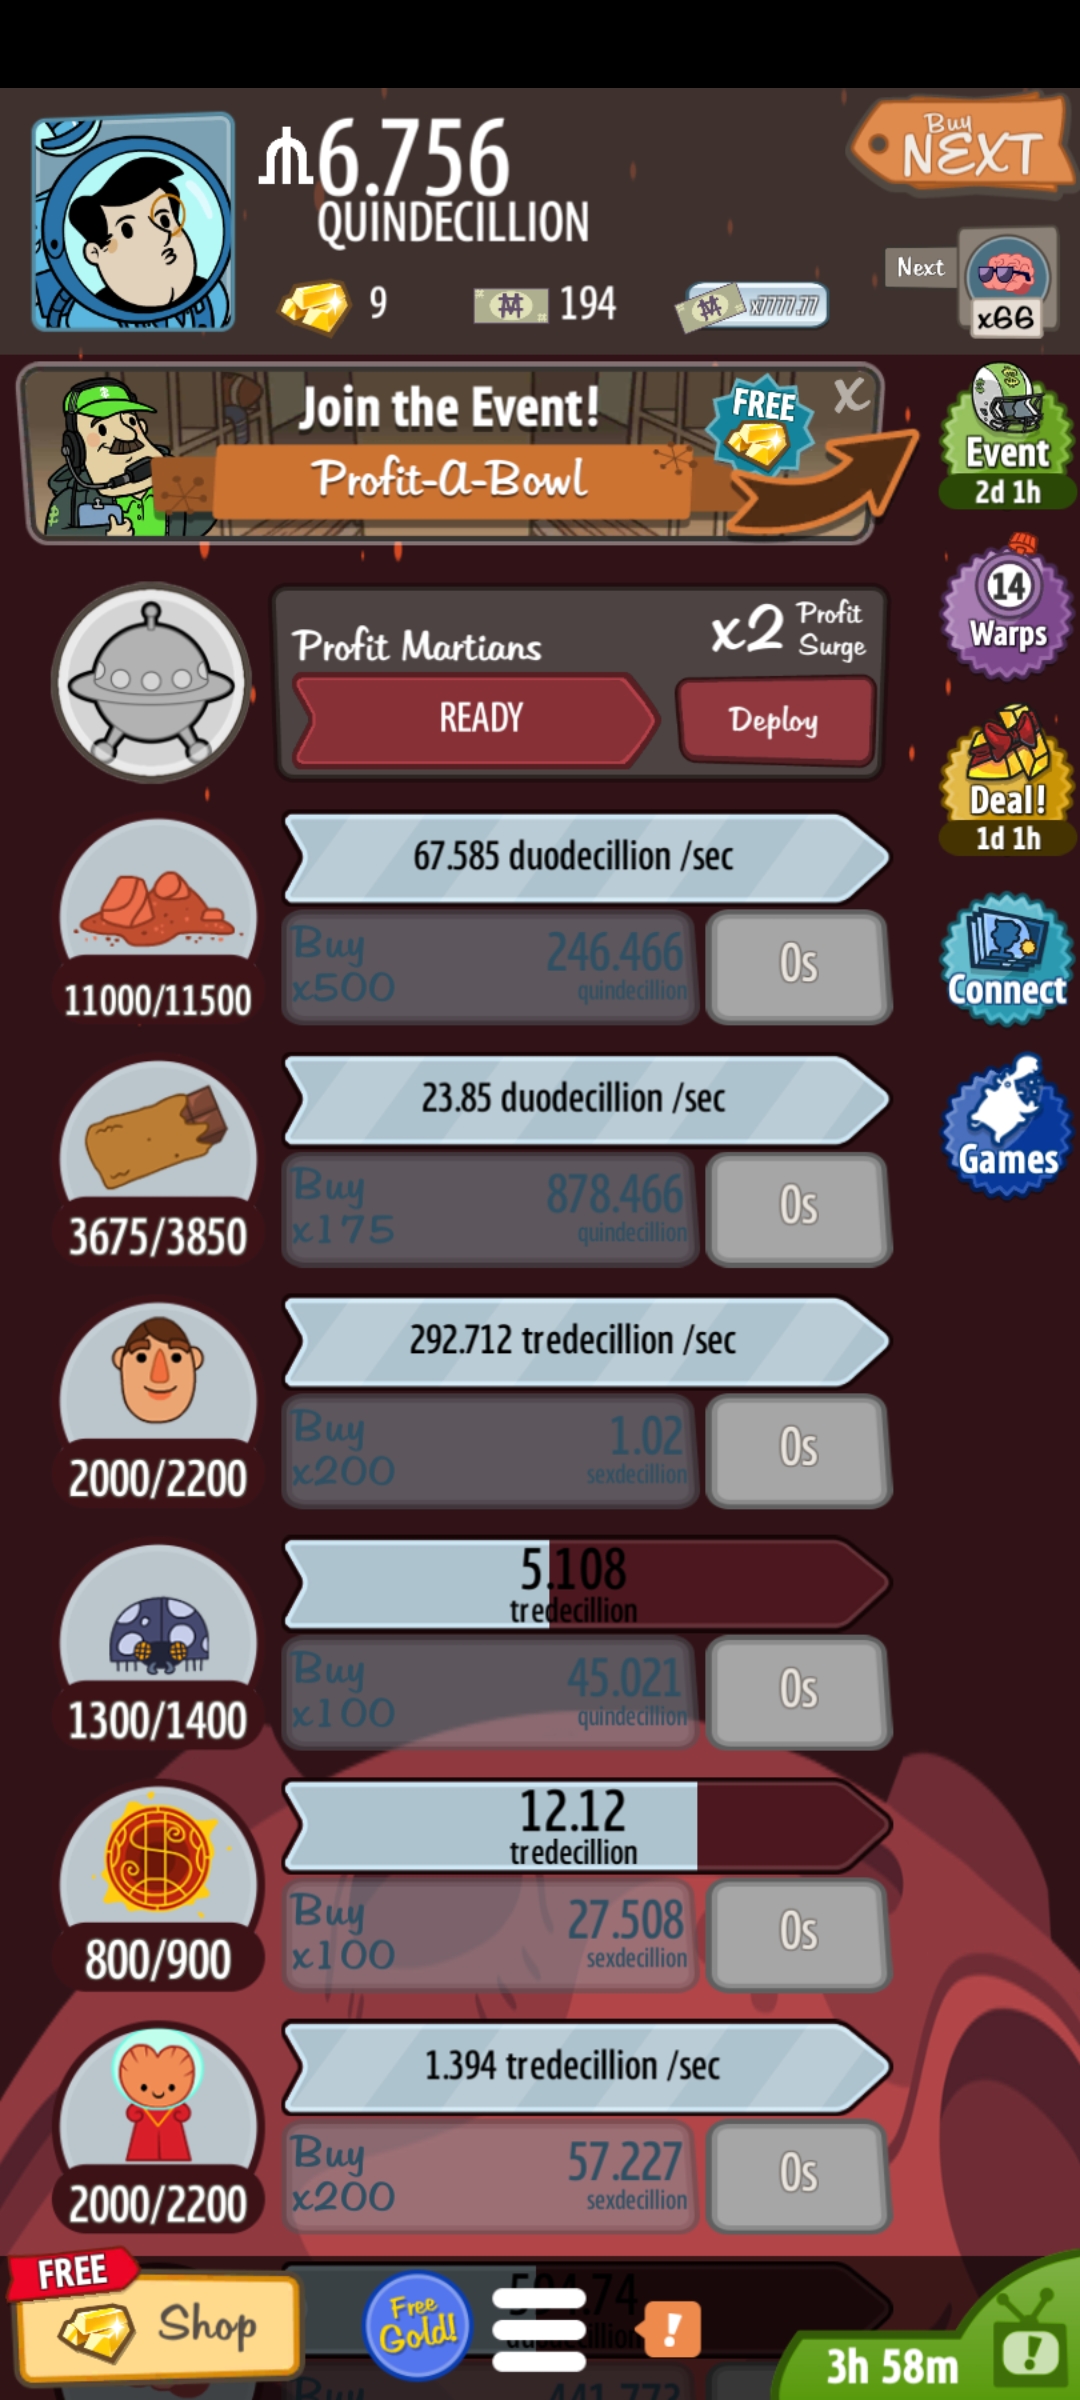 6.756
QUINDECILLION
Buy
NEXT
9
194
x7777.77
Next
x66
Join the Event!
Profit-A-Bowl
FREE
X
Event
2d 1h
14
Warps
Profit Martians
x2 Profit
Surge
READY
Deploy
Deal!
1d 1h
67.585 duodecillion /sec
Buy
x500
246.466
quindecillion
0s
11000/11500
Connect
23.85 duodecillion /sec
Buy
x175
878.466
quindecillion
0s
3675/3850
Games
292.712 tredecillion /sec
Buy
x200
1.02
sexdecillion
0s
2000/2200
5.108
tredecillion
Buy
x100
45.021
quindecillion
0s
1300/1400
12.12
tredecillion
Buy
x100
27.508
sexdecillion
0s
800/900
1.394 tredecillion /sec
Buy
x200
57.227
sexdecillion
0s
2000/2200
FREE
Shop
Free
Gold!
!
3h 58m
!
Buy